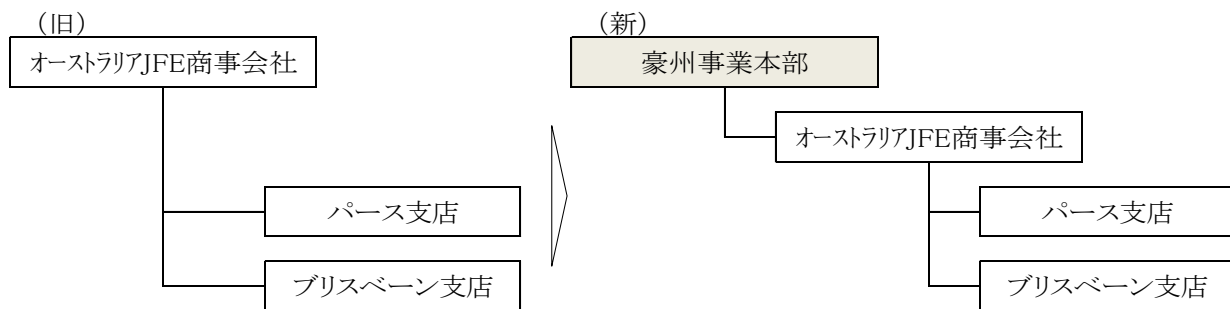 （旧）
オーストラリアJFE商事会社
パース支店
ブリスベーン支店
（新）
豪州事業本部
オーストラリアJFE商事会社
パース支店
ブリスベーン支店